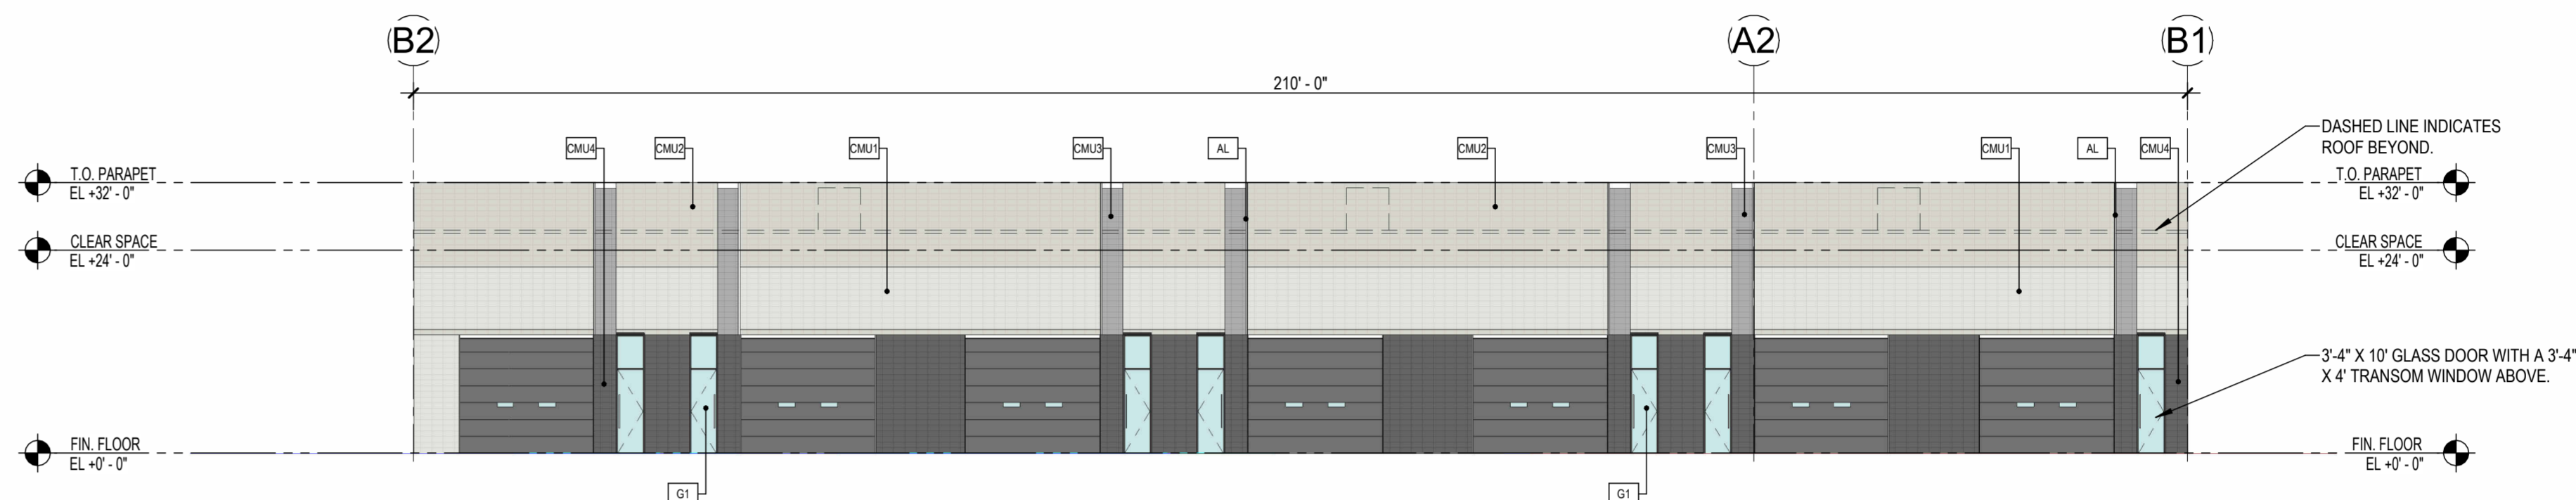 B2
A2
B1
210' - 0"
CMU4
CMU2
CMU1
CMU3
AL
CMU2
CMU3
CMU1
AL
CMU4
DASHED LINE INDICATES
ROOF BEYOND.
T.O. PARAPET
EL +32' - 0"
T.O. PARAPET
EL +32' - 0"
CLEAR SPACE
EL +24' - 0"
CLEAR SPACE
EL +24' - 0"
3'-4" X 10' GLASS DOOR WITH A 3'-4"
X 4' TRANSOM WINDOW ABOVE.
FIN. FLOOR
EL +0' - 0"
FIN. FLOOR
EL +0' - 0"
G1
G1